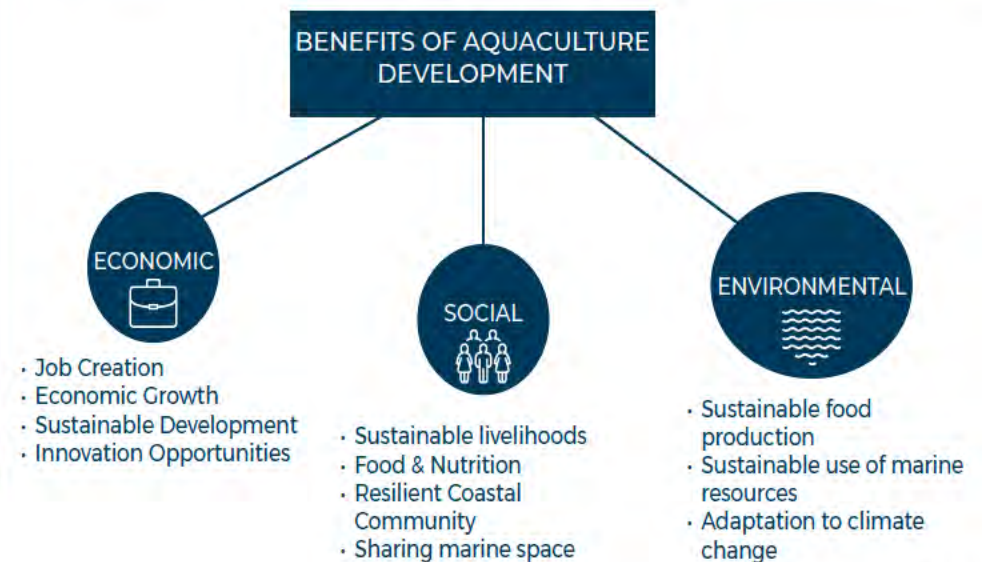 BENEFITS OF AQUACULTURE
DEVELOPMENT
ECONOMIC
· Job Creation
· Economic Growth
· Sustainable Development
· Innovation Opportunities
SOCIAL
· Sustainable livelihoods
· Food & Nutrition
· Resilient Coastal
Community
· Sharing marine space
ENVIRONMENTAL
· Sustainable food
production
· Sustainable use of marine
resources
· Adaptation to climate
change